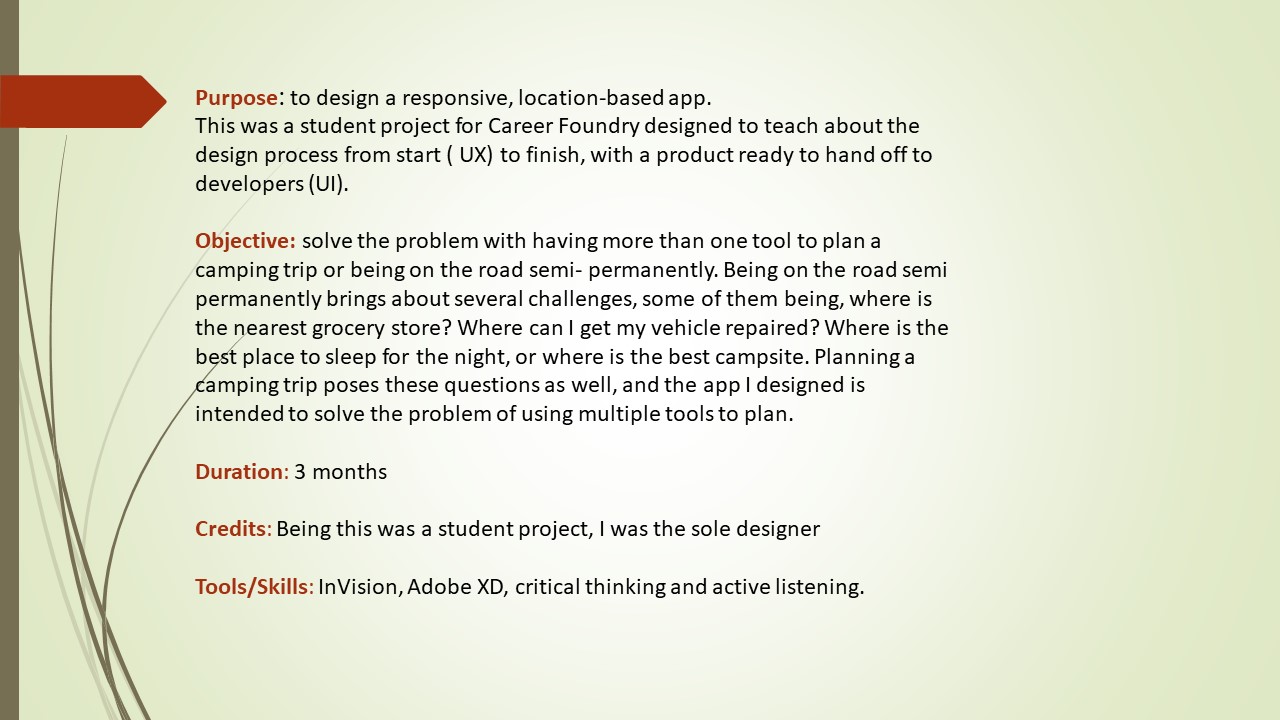 Purpose: to design a responsive, location-based app.
This was a student project for Career Foundry designed to teach about the
design process from start ( UX) to finish, with a product ready to hand off to
developers (UI).
Objective: solve the problem with having more than one tool to plan a
camping trip or being on the road semi- permanently. Being on the road semi
permanently brings about several challenges, some of them being, where is
the nearest grocery store? Where can I get my vehicle repaired? Where is the
best place to sleep for the night, or where is the best campsite. Planning a
camping trip poses these questions as well, and the app I designed is
intended to solve the problem of using multiple tools to plan.
Duration: 3 months
Credits: Being this was a student project, I was the sole designer
Tools/Skills: InVision, Adobe XD, critical thinking and active listening.